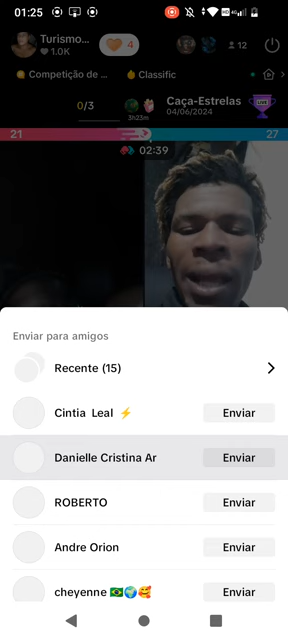 01:25
Turismo...
1.0K
4
12
Competição de ...
Classific
0/3
3h23m
Caça-Estrelas
04/06/2024
LIVE
21
27
02:39
Enviar para amigos
Recente (15)
Cintia Leal ⚡
Enviar
Danielle Cristina Ar
Enviar
ROBERTO
Enviar
Andre Orion
Enviar
cheyenne 🇧🇷🌍🥰
Enviar